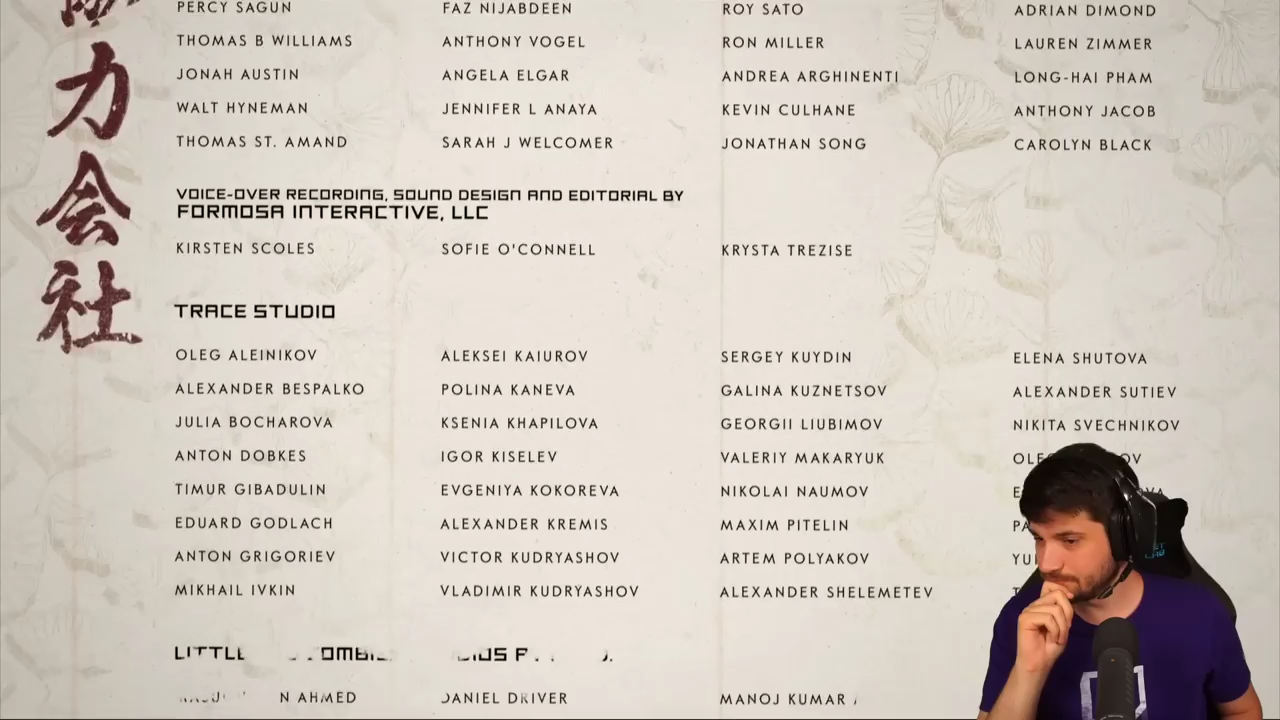 力
会
社
PERCY SAGUN FAZ NIJABDEEN ROY SATO ADRIAN DIMOND
THOMAS B WILLIAMS ANTHONY VOGEL RON MILLER LAUREN ZIMMER
JONAH AUSTIN ANGELA ELGAR ANDREA ARGHINENTI LONG-HAI PHAM
WALT HYNEMAN JENNIFER L ANAYA KEVIN CULHANE ANTHONY JACOB
THOMAS ST. AMAND SARAH J WELCOMER JONATHAN SONG CAROLYN BLACK
VOICE-OVER RECORDING, SOUND DESIGN AND EDITORIAL BY
FORMOSA INTERACTIVE, LLC
KIRSTEN SCOLES SOFIE O'CONNELL KRYSTA TREZISE
TRACE STUDIO
OLEG ALEINIKOV ALEKSEI KAIUROV SERGEY KUYDIN ELENA SHUTOVA
ALEXANDER BESPALKO POLINA KANEVA GALINA KUZNETSOV ALEXANDER SUTIEV
JULIA BOCHAROVA KSENIA KHAPILOVA GEORGII LIUBIMOV NIKITA SVECHNIKOV
ANTON DOBKES IGOR KISELEV VALERIY MAKARYUK
TIMUR GIBADULIN EVGENIYA KOKOREVA NIKOLAI NAUMOV
EDUARD GODLACH ALEXANDER KREMIS MAXIM PITELIN
ANTON GRIGORIEV VICTOR KUDRYASHOV ARTEM POLYAKOV
MIKHAIL IVKIN VLADIMIR KUDRYASHOV ALEXANDER SHELEMETEV
LITTLE
AHMED DANIEL DRIVER MANOJ KUMAR